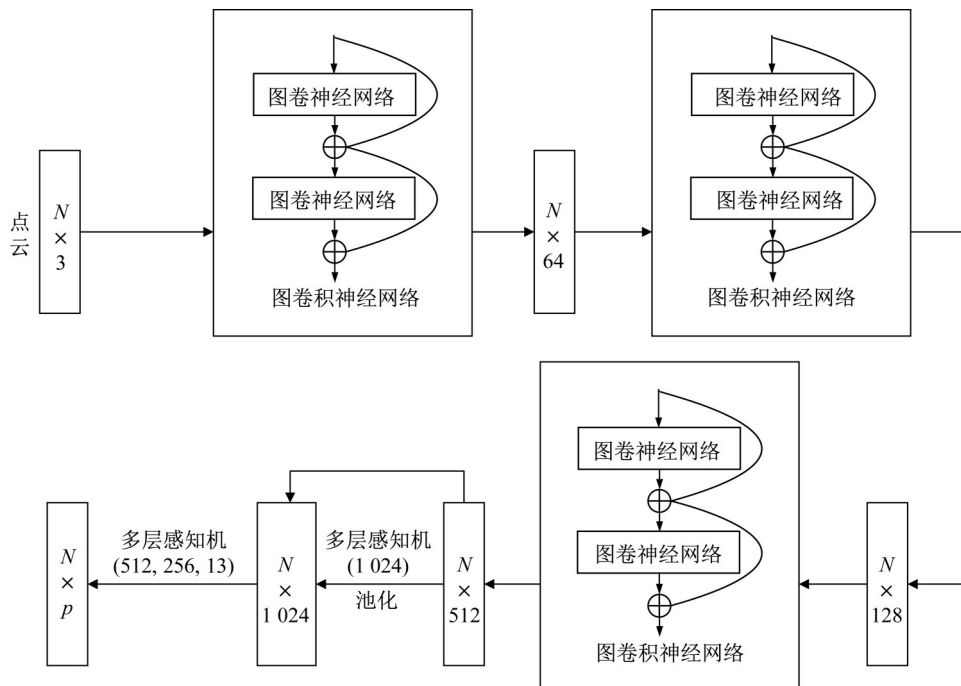 点云
N
×
3
图卷神经网络
图卷神经网络
图卷积神经网络
N
×
64
图卷神经网络
图卷神经网络
图卷积神经网络
N
×
128
图卷神经网络
图卷神经网络
图卷积神经网络
N
×
512
多层感知机
(1 024)
池化
N
×
1 024
多层感知机
(512, 256, 13)
N
×
p